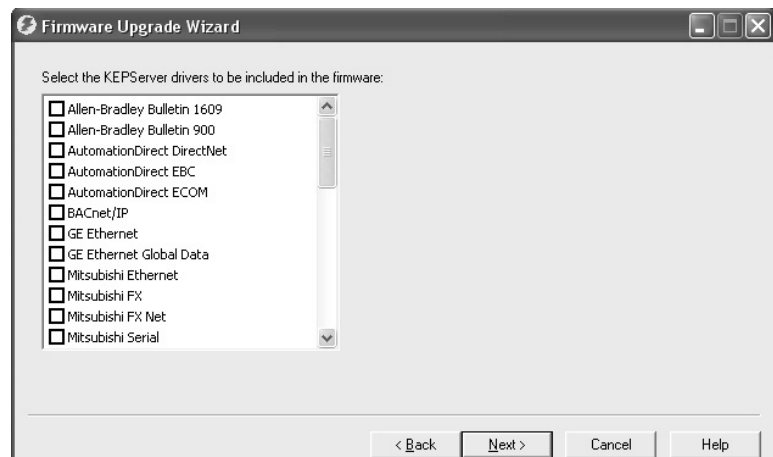 Firmware Upgrade Wizard
Select the KEPServer drivers to be included in the firmware:
Allen-Bradley Bulletin 1609
Allen-Bradley Bulletin 900
AutomationDirect DirectNet
AutomationDirect EBC
AutomationDirect ECOM
BACnet/IP
GE Ethernet
GE Ethernet Global Data
Mitsubishi Ethernet
Mitsubishi FX
Mitsubishi FX Net
Mitsubishi Serial
< Back Next > Cancel Help